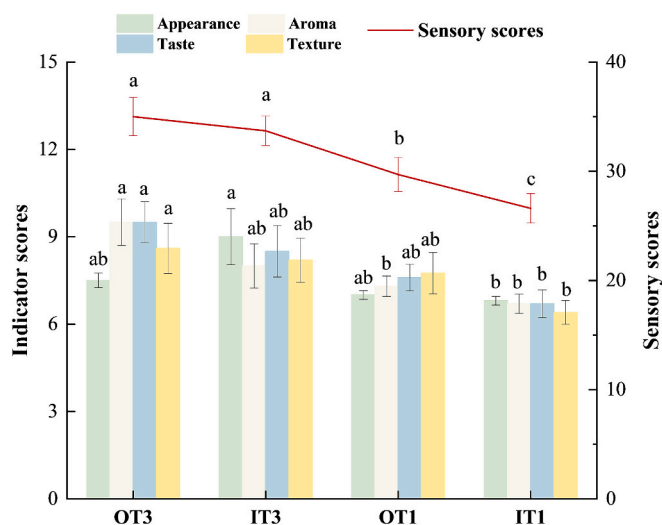 Appearance Aroma
Taste Texture
Sensory scores
15 40
a a
12
b 30
c
a a a
a ab ab
9 ab ab ab b ab ab
b b b b
20
6
10
3
0 0
OT3 IT3 OT1 IT1
Indicator scores
Sensory scores